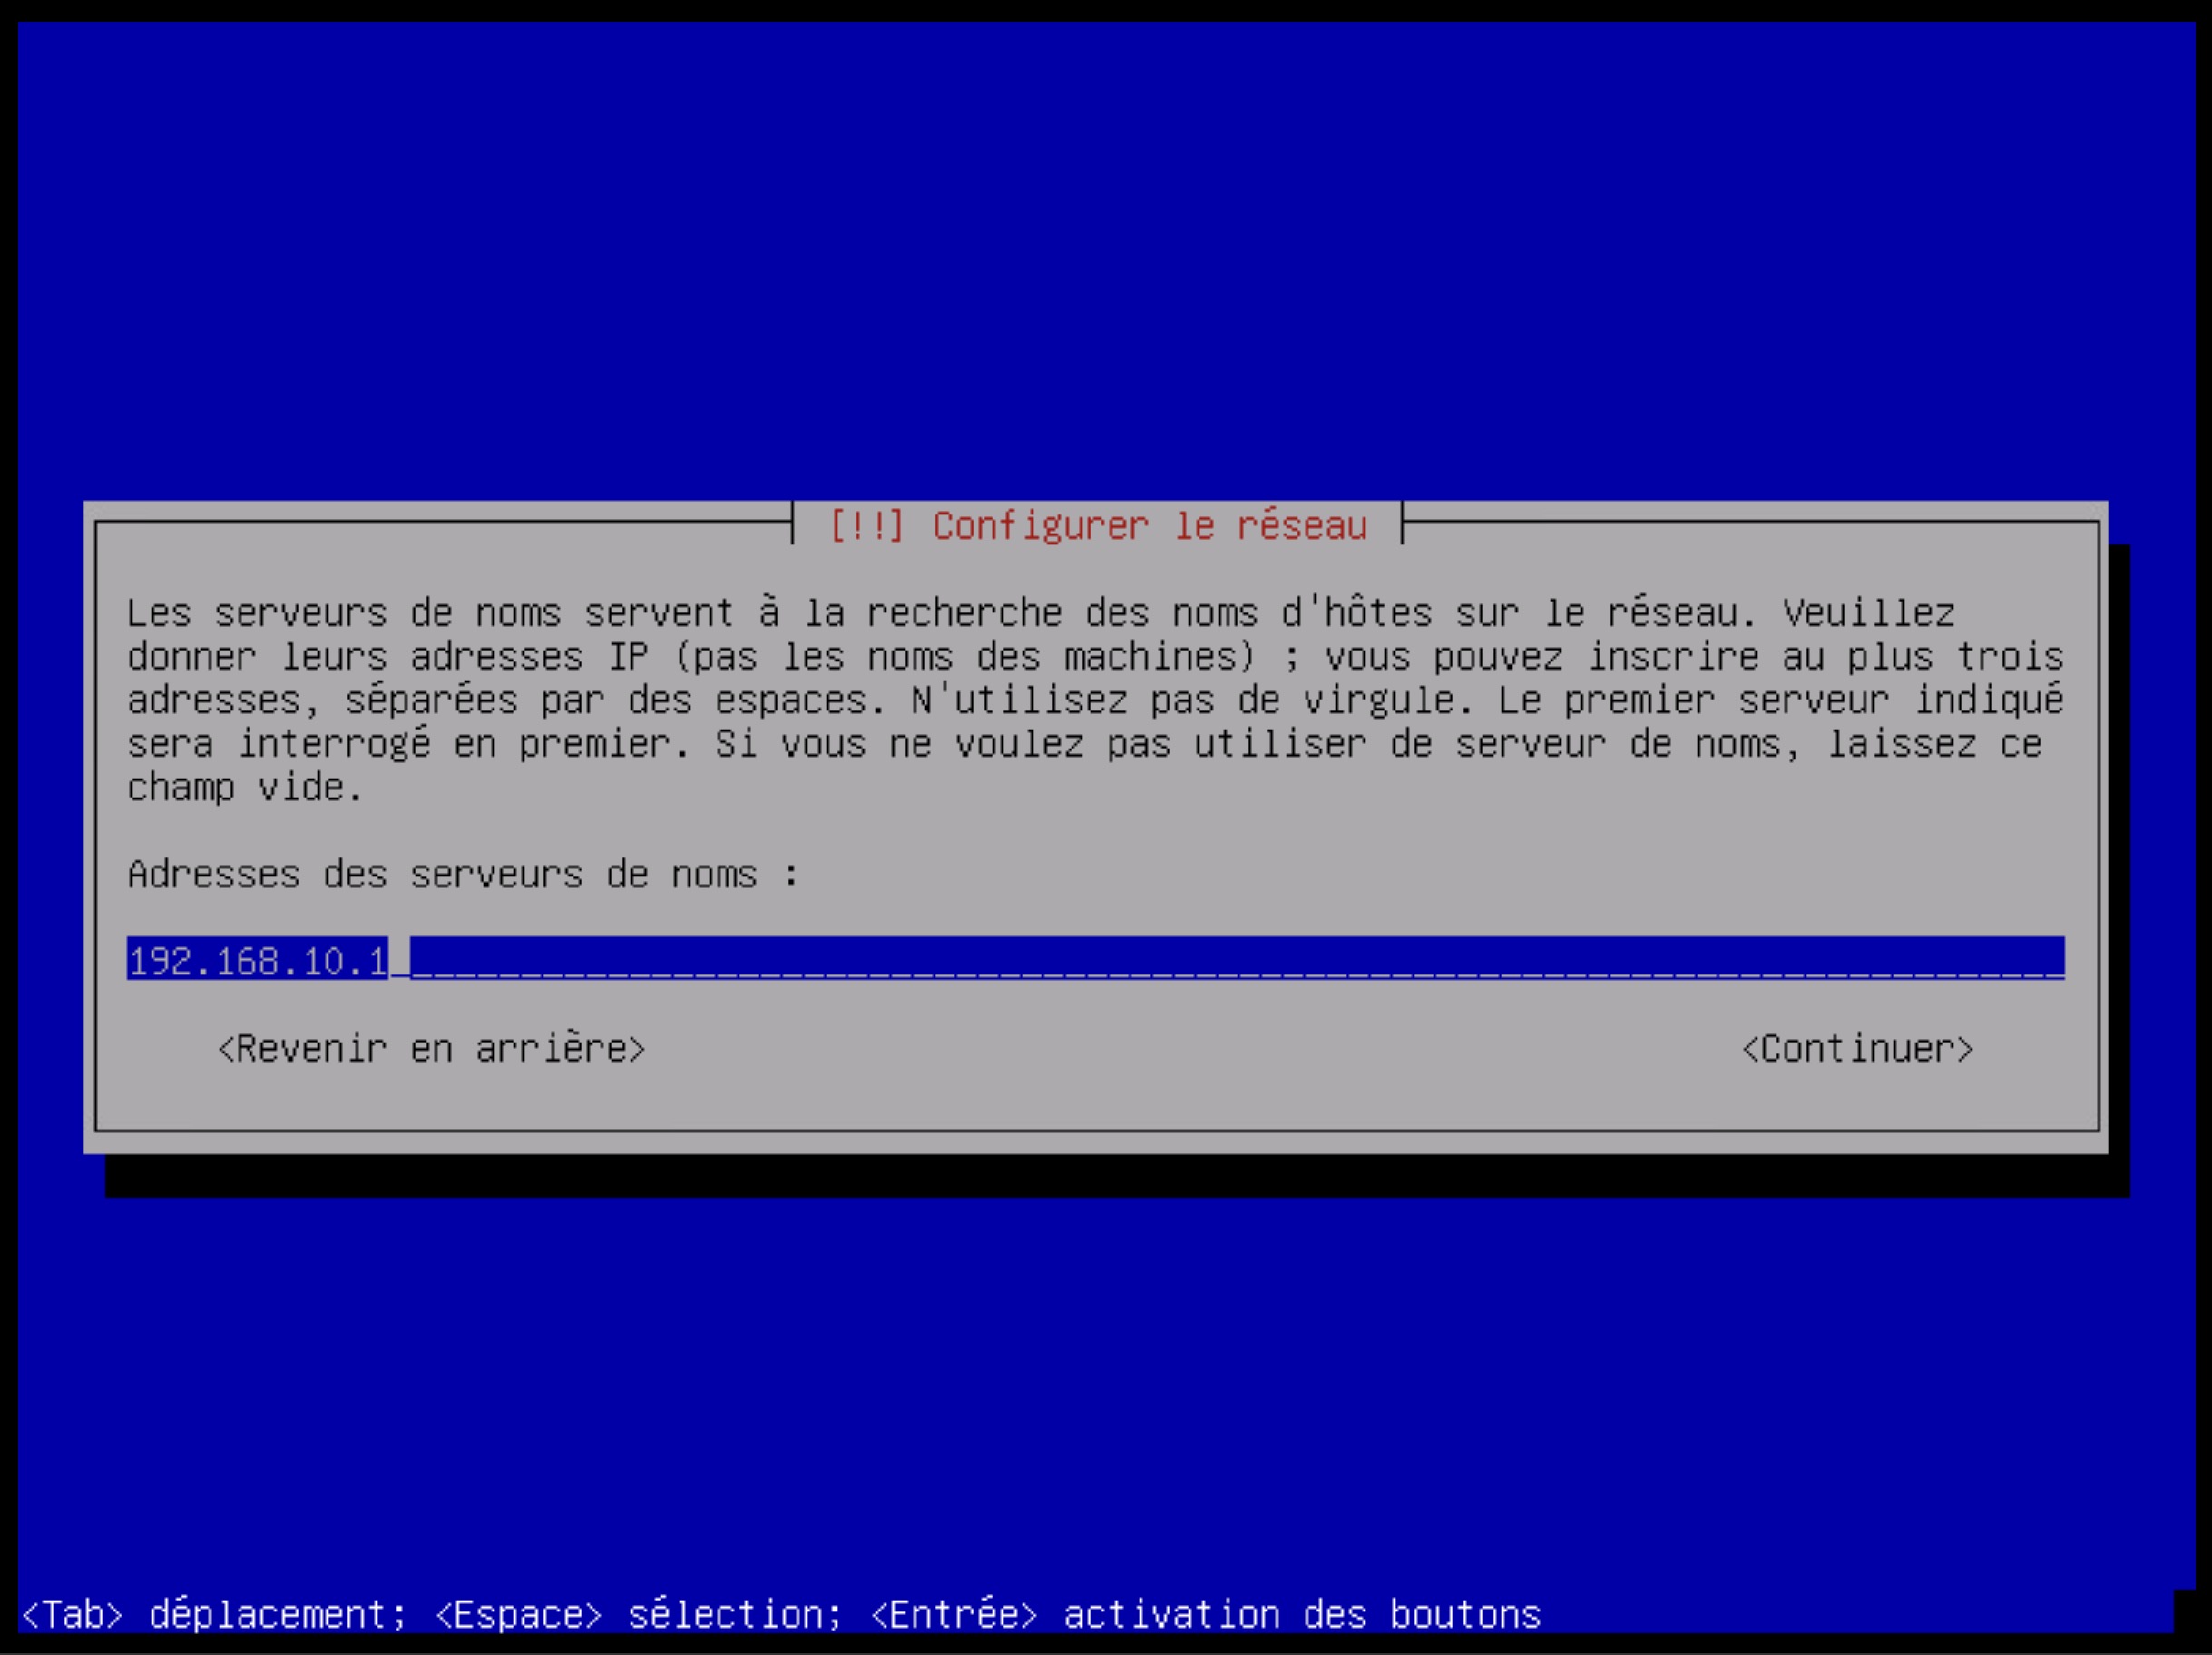 [!!] Configurer le réseau
Les serveurs de noms servent à la recherche des noms d'hôtes sur le réseau. Veuillez
donner leurs adresses IP (pas les noms des machines) ; vous pouvez inscrire au plus trois
adresses, séparées par des espaces. N'utilisez pas de virgule. Le premier serveur indiqué
sera interrogé en premier. Si vous ne voulez pas utiliser de serveur de noms, laissez ce
champ vide.
Adresses des serveurs de noms :
192.168.10.1
<Revenir en arrière> <Continuer>
<Tab> déplacement; <Espace> sélection; <Entrée> activation des boutons